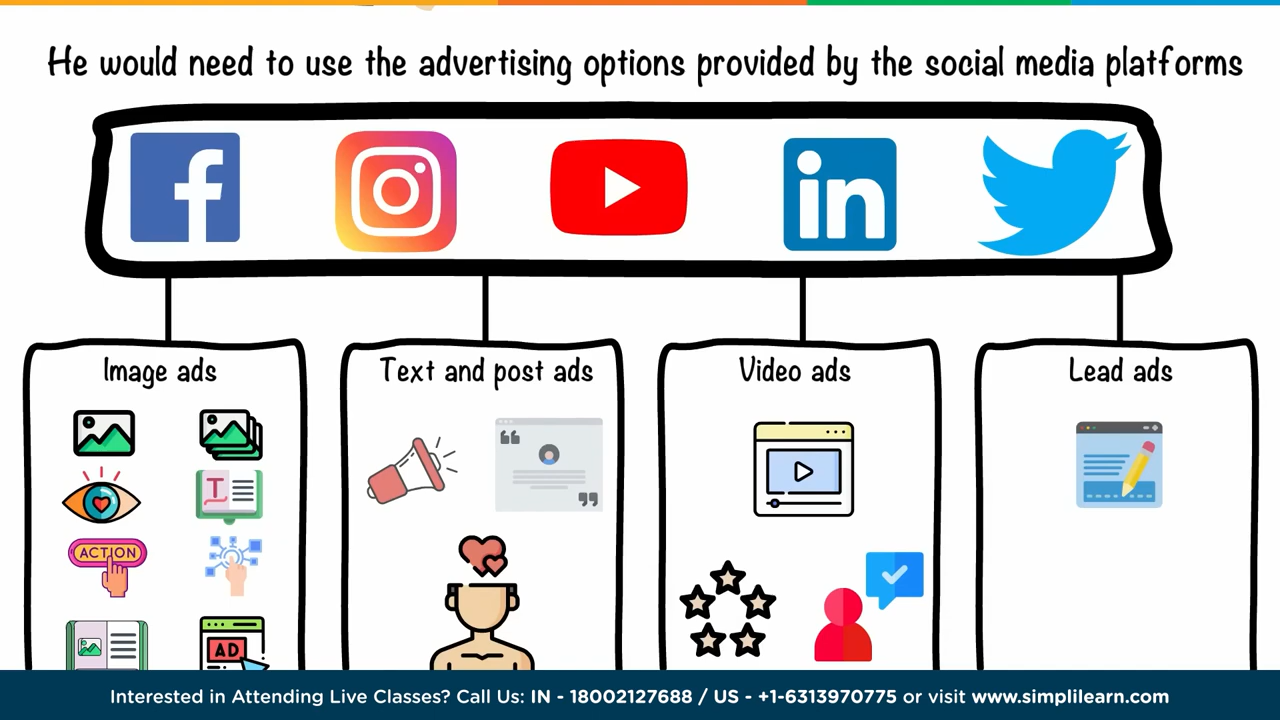 He would need to use the advertising options provided by the social media platforms
f
in
Image ads
Text and post ads
Video ads
Lead ads
T
ACTION
AD
Interested in Attending Live Classes? Call Us: IN - 18002127688 / US - +1-6313970775 or visit www.simplilearn.com